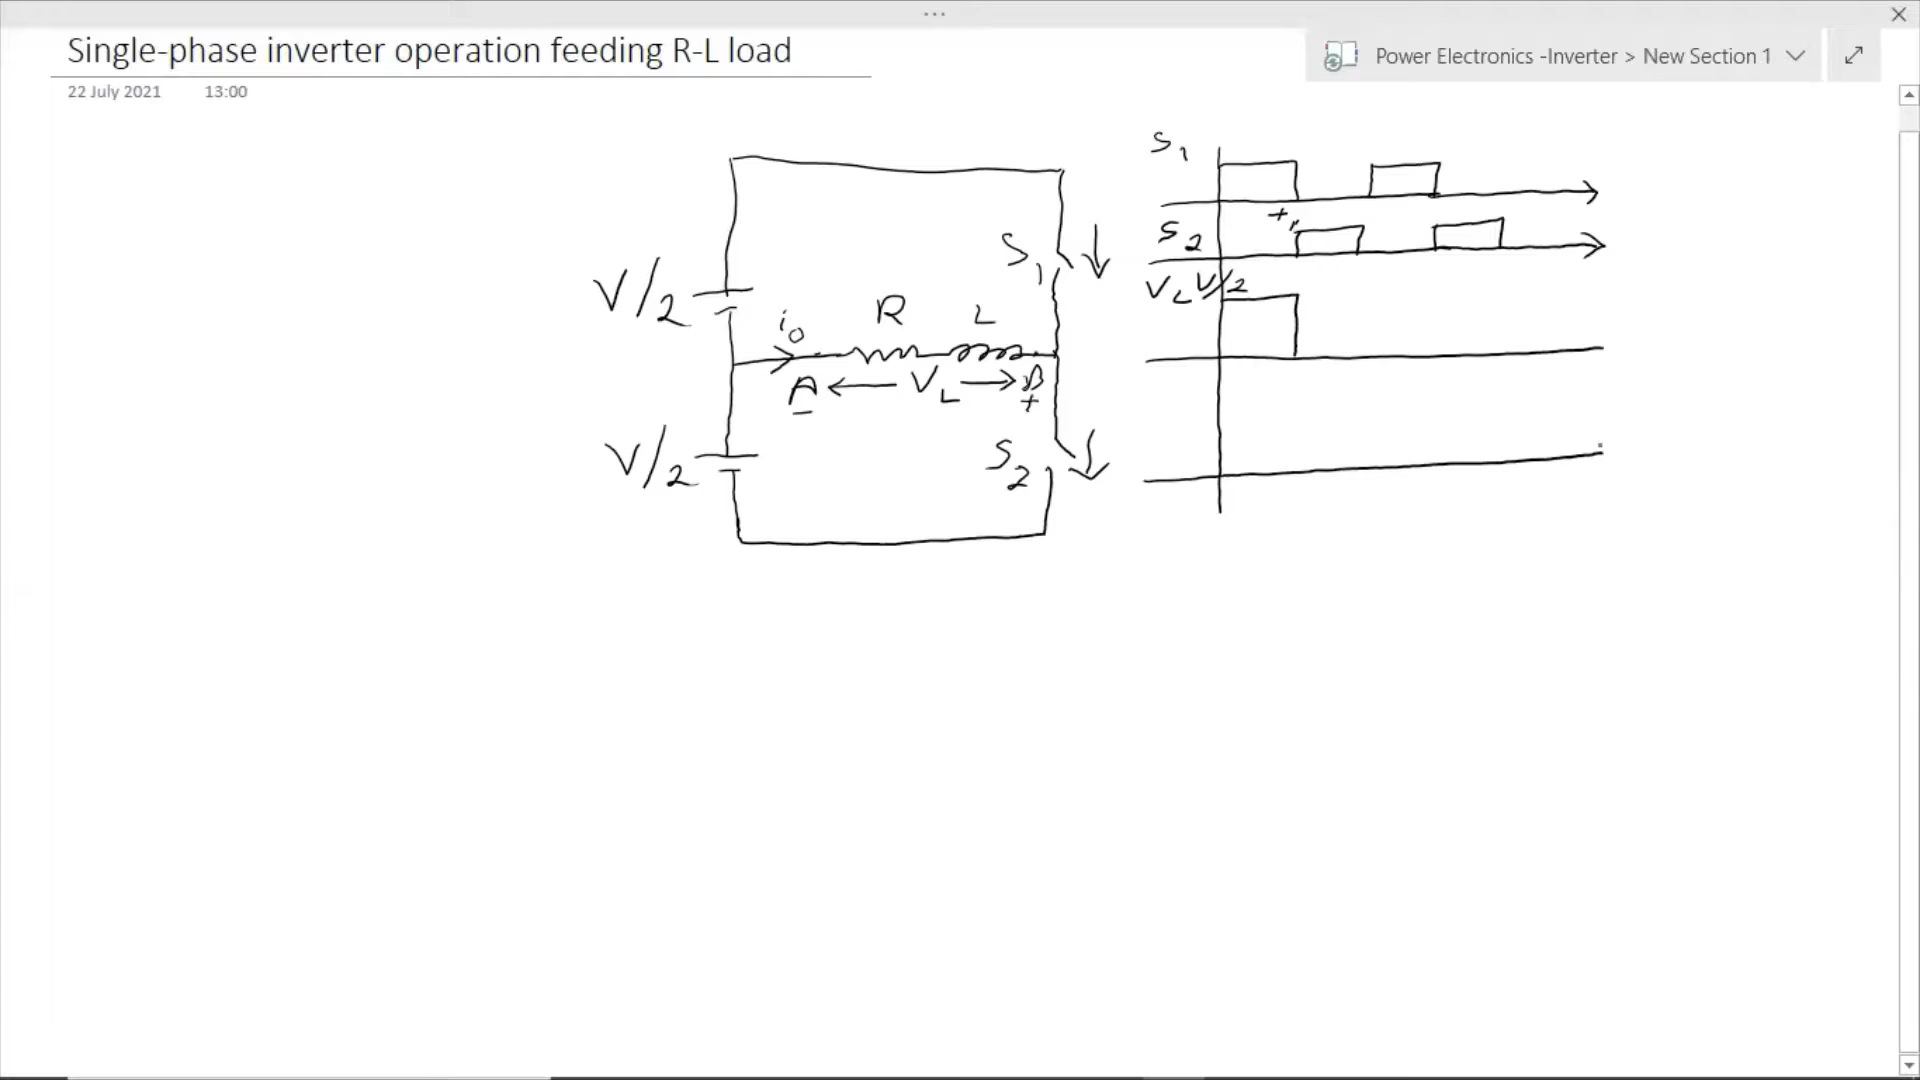 Single-phase inverter operation feeding R-L load
Power Electronics -Inverter > New Section 1
22 July 2021 13:00
S1
S2
VL V/2
S1
V/2
i0
R
L
A VL B
- +
V/2
S2